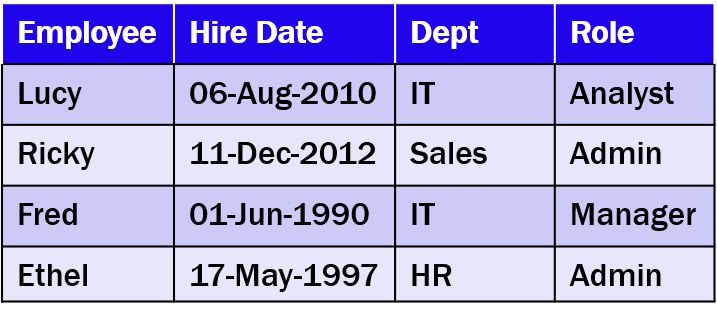 Employee Hire Date Dept Role
Lucy 06-Aug-2010 IT Analyst
Ricky 11-Dec-2012 Sales Admin
Fred 01-Jun-1990 IT Manager
Ethel 17-May-1997 HR Admin